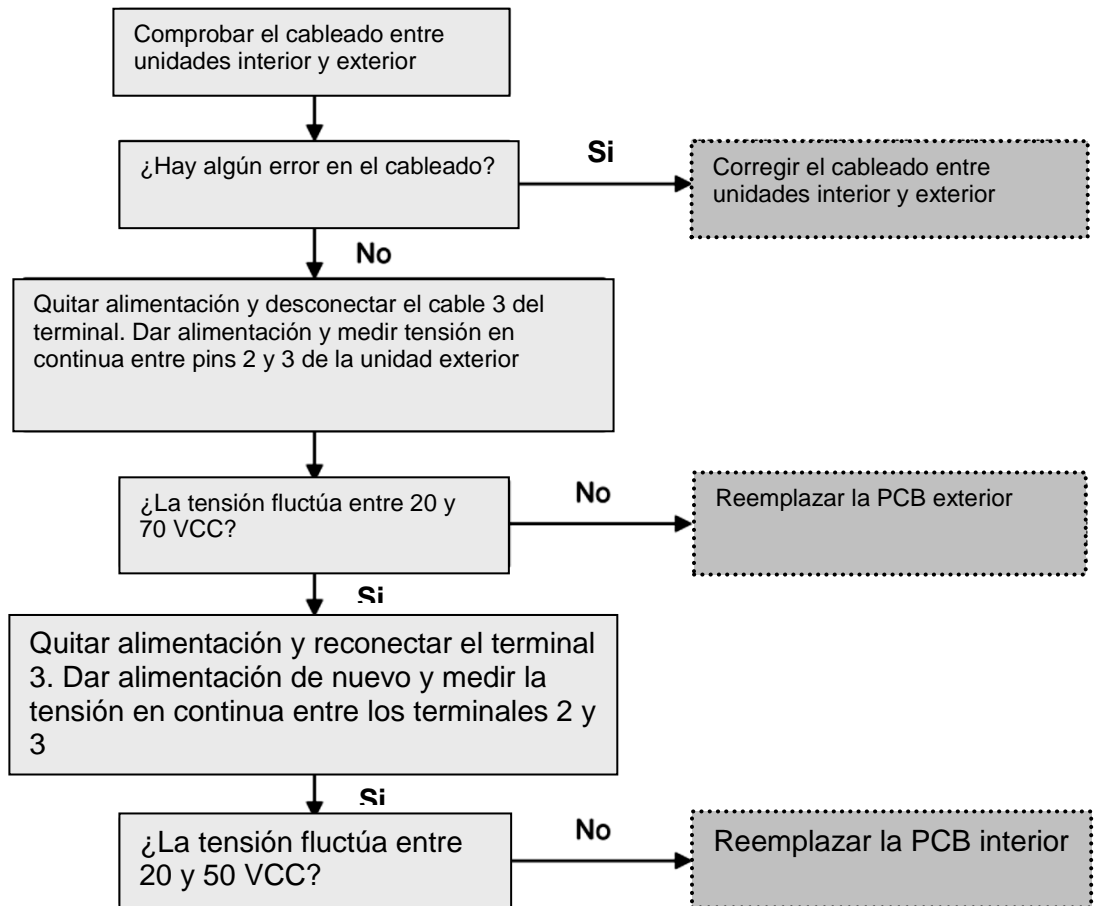 Comprobar el cableado entre
unidades interior y exterior
¿Hay algún error en el cableado?
Si
Corregir el cableado entre
unidades interior y exterior
No
Quitar alimentación y desconectar el cable 3 del
terminal. Dar alimentación y medir tensión en
continua entre pins 2 y 3 de la unidad exterior
¿La tensión fluctúa entre 20 y
70 VCC?
No
Reemplazar la PCB exterior
Si
Quitar alimentación y reconectar el terminal
3. Dar alimentación de nuevo y medir la
tensión en continua entre los terminales 2 y
3
Si
¿La tensión fluctúa entre
20 y 50 VCC?
No
Reemplazar la PCB interior